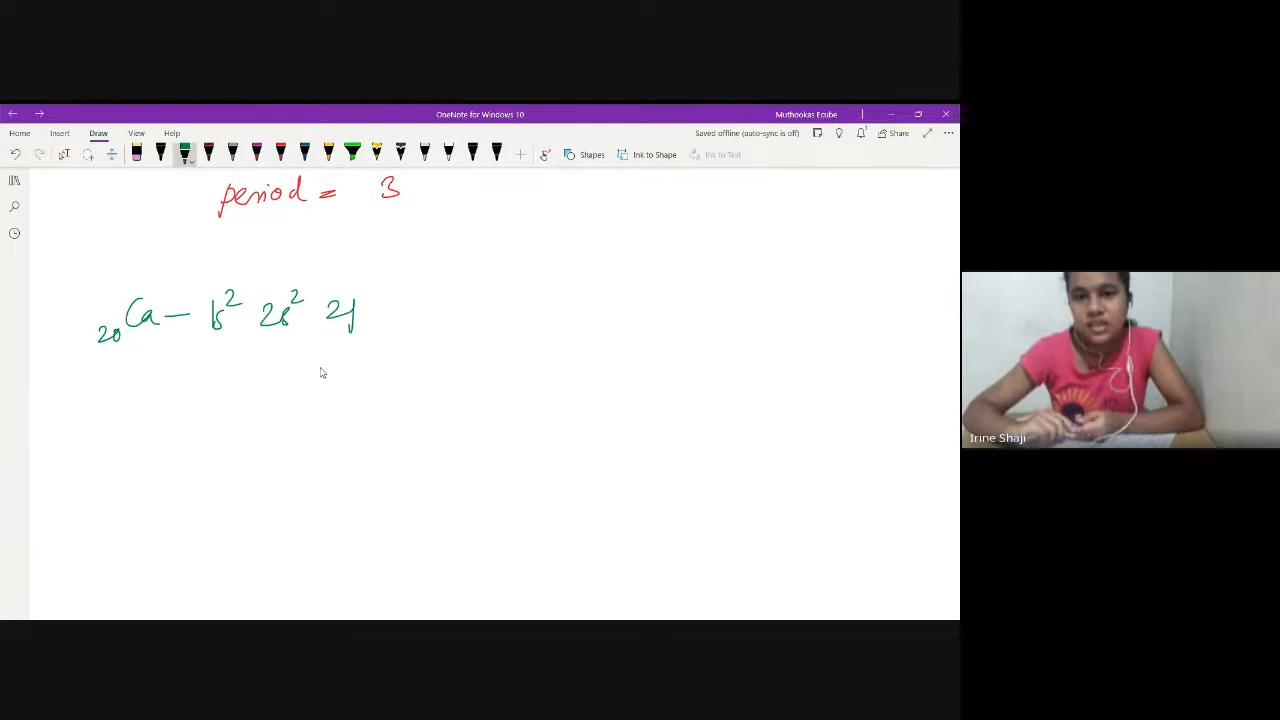 OneNote for Windows 10
Muthookas Ecube
Home Insert Draw View Help
Saved offline (auto-sync is off)
Share
Shapes
Ink to Shape
Ink to Text
period = 3
₂₀Ca – 1s² 2s² 2p
Irine Shaji